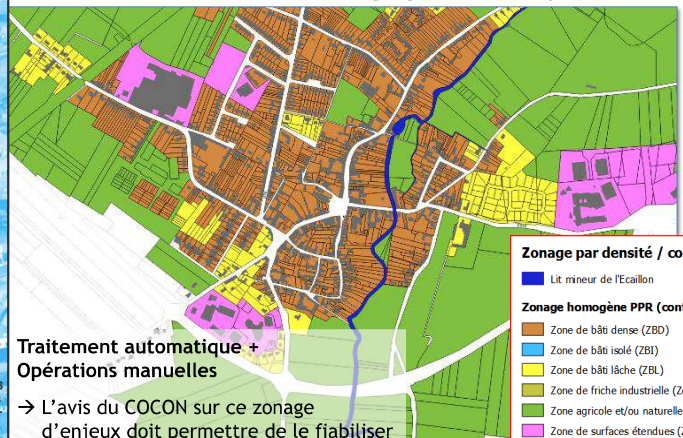 Traitement automatique +
Opérations manuelles
→ L'avis du COCON sur ce zonage
d'enjeux doit permettre de le fiabiliser
Zonage par densité /
Lit mineur de l'Ecaillon
Zonage homogène PPR
Zone de bâti dense (ZBD)
Zone de bâti isolé (ZBI)
Zone de bâti lâche (ZBL)
Zone de friche industrielle
Zone agricole et/ou naturelle
Zone de surfaces étendues